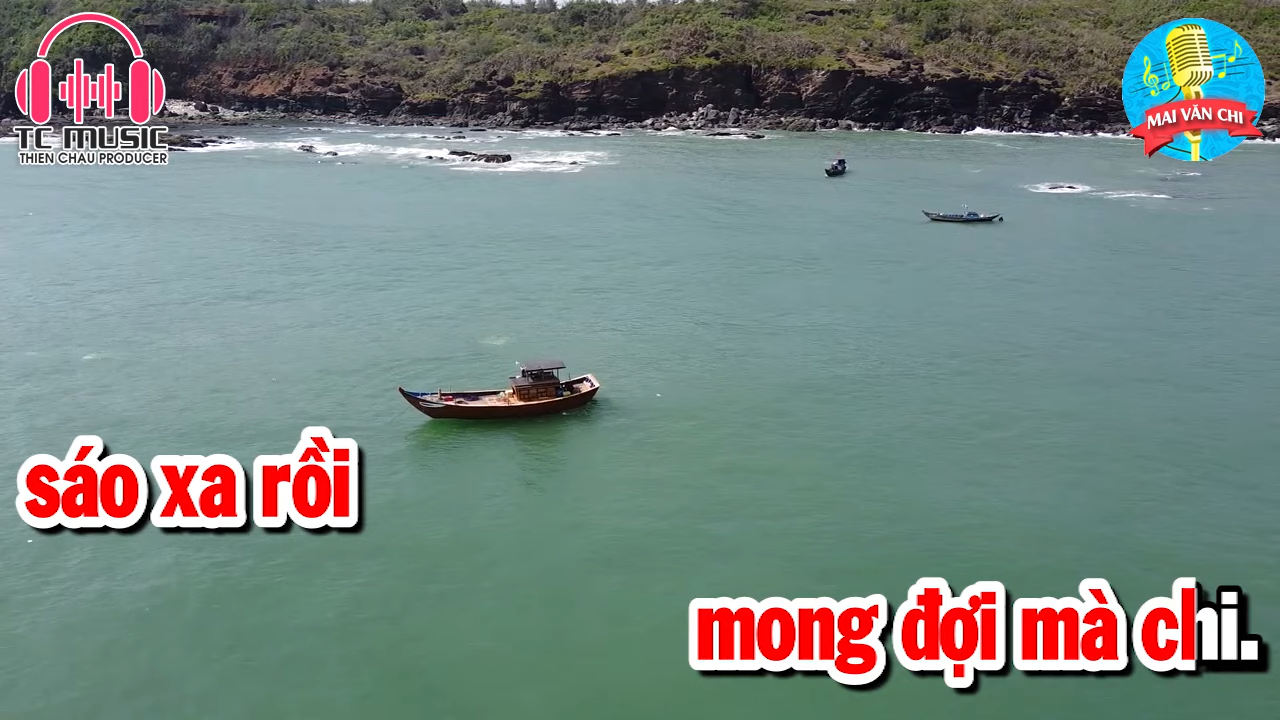 TC MUSIC
THIEN CHAU PRODUCER
MAI VĂN CHI
sáo xa rồi
mong đợi mà chi.